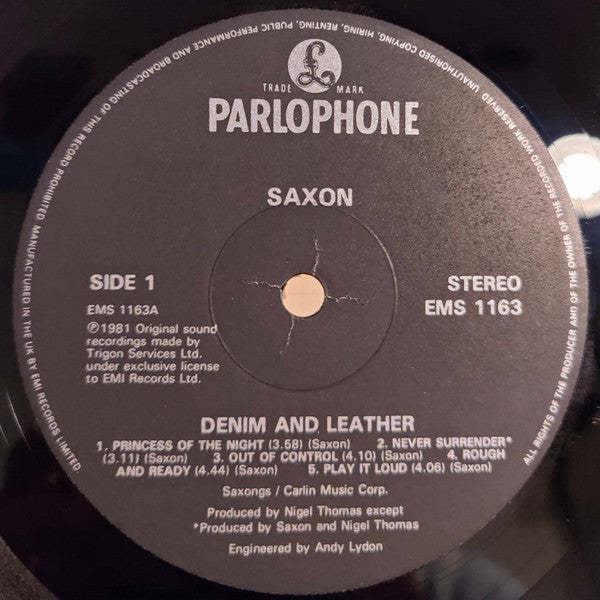 £
TRADE MARK
PARLOPHONE
SAXON
SIDE 1
STEREO
EMS 1163A
EMS 1163
℗1981 Original sound
recordings made by
Trigon Services Ltd.
under exclusive license
to EMI Records Ltd.
DENIM AND LEATHER
1. PRINCESS OF THE NIGHT (3.58) (Saxon) 2. NEVER SURRENDER*
(3.11) (Saxon) 3. OUT OF CONTROL (4.10) (Saxon) 4. ROUGH
AND READY (4.44) (Saxon) 5. PLAY IT LOUD (4.06) (Saxon)
Saxongs / Carlin Music Corp.
Produced by Nigel Thomas except
*Produced by Saxon and Nigel Thomas
Engineered by Andy Lydon
ALL RIGHTS OF THE PRODUCER AND OF THE OWNER OF THE RECORDED WORK RESERVED UNAUTHORISED COPYING, HIRING, RENTING, PUBLIC PERFORMANCE AND BROADCASTING OF THIS RECORD PROHIBITED. MANUFACTURED IN THE UK BY EMI RECORDS LIMITED.